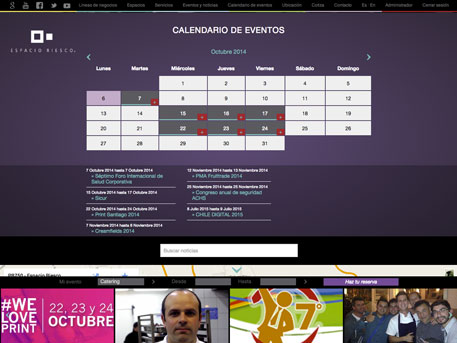 Líneas de negocios Espacios Servicios Eventos y noticias Calendario de eventos Ubicación Cotiza Contacto Es En Administrador Cerrar sesión
ESPACIO RIESCO
CALENDARIO DE EVENTOS
Octubre 2014
Lunes Martes Miércoles Jueves Viernes Sábado Domingo
1 2 3 4 5
6 7 8 9 10 11 12
13 14 15 16 17 18 19
20 21 22 23 24 25 26
27 28 29 30 31
7 Octubre 2014 hasta 7 Octubre 2014
» Séptimo Foro Internacional de
Salud Corporativa
15 Octubre 2014 hasta 17 Octubre 2014
» Sicur
22 Octubre 2014 hasta 24 Octubre 2014
» Print Santiago 2014
7 Noviembre 2014 hasta 8 Noviembre 2014
» Creamfields 2014
12 Noviembre 2014 hasta 13 Noviembre 2014
» PMA Fruittrade 2014
25 Noviembre 2014 hasta 25 Noviembre 2014
» Congreso anual de seguridad
ACHS
8 Julio 2015 hasta 9 Julio 2015
» CHILE DIGITAL 2015
Buscar noticias
Espacio Riesco
Mi evento Catering Desde Hasta Haz tu reserva
#WE
LOVE
PRINT
22, 23 y 24
OCTUBRE
7º